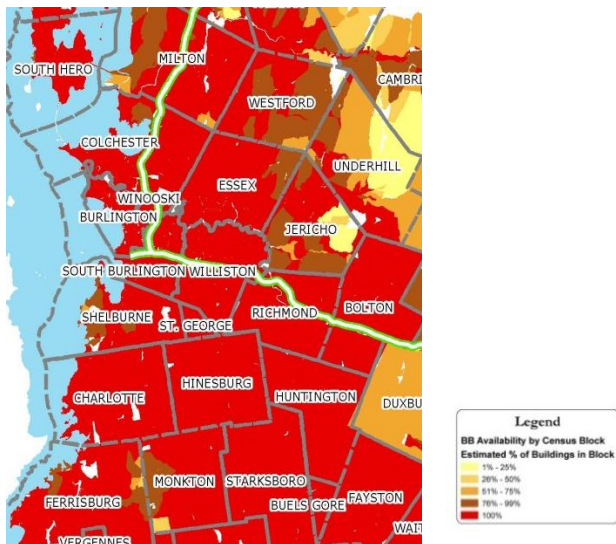 SOUTH HERO
MILTON
CAMBRI
WESTFORD
COLCHESTER
UNDERHILL
ESSEX
WINOOSKI
BURLINGTON
JERICHO
SOUTH BURLINGTON
WILLISTON
BOLTON
RICHMOND
SHELBURNE
ST. GEORGE
HINESBURG
CHARLOTTE
HUNTINGTON
DUXBU
MONKTON
STARKSBORO
FAYSTON
FERRISBURG
BUELS GORE
WAIT
VERGENNES
Legend
BB Availability by Census Block
Estimated % of Buildings in Block
1% - 25%
26% - 50%
51% - 75%
76% - 99%
100%